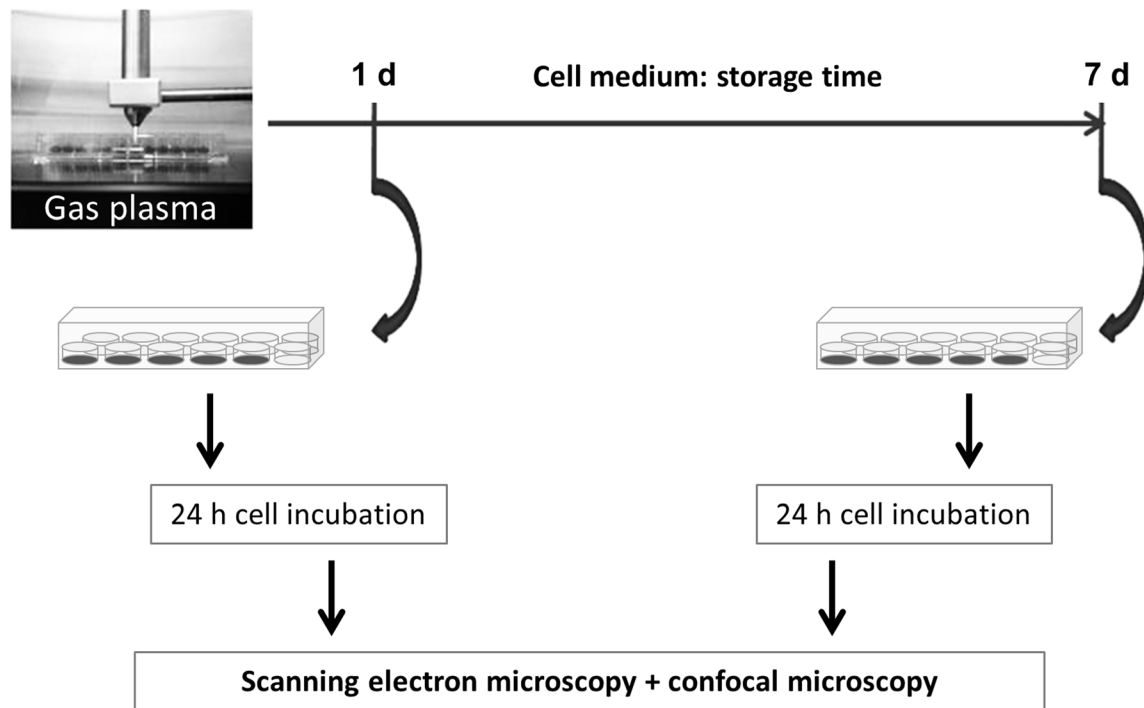 1 d
Cell medium: storage time
7 d
Gas plasma
24 h cell incubation
24 h cell incubation
Scanning electron microscopy + confocal microscopy